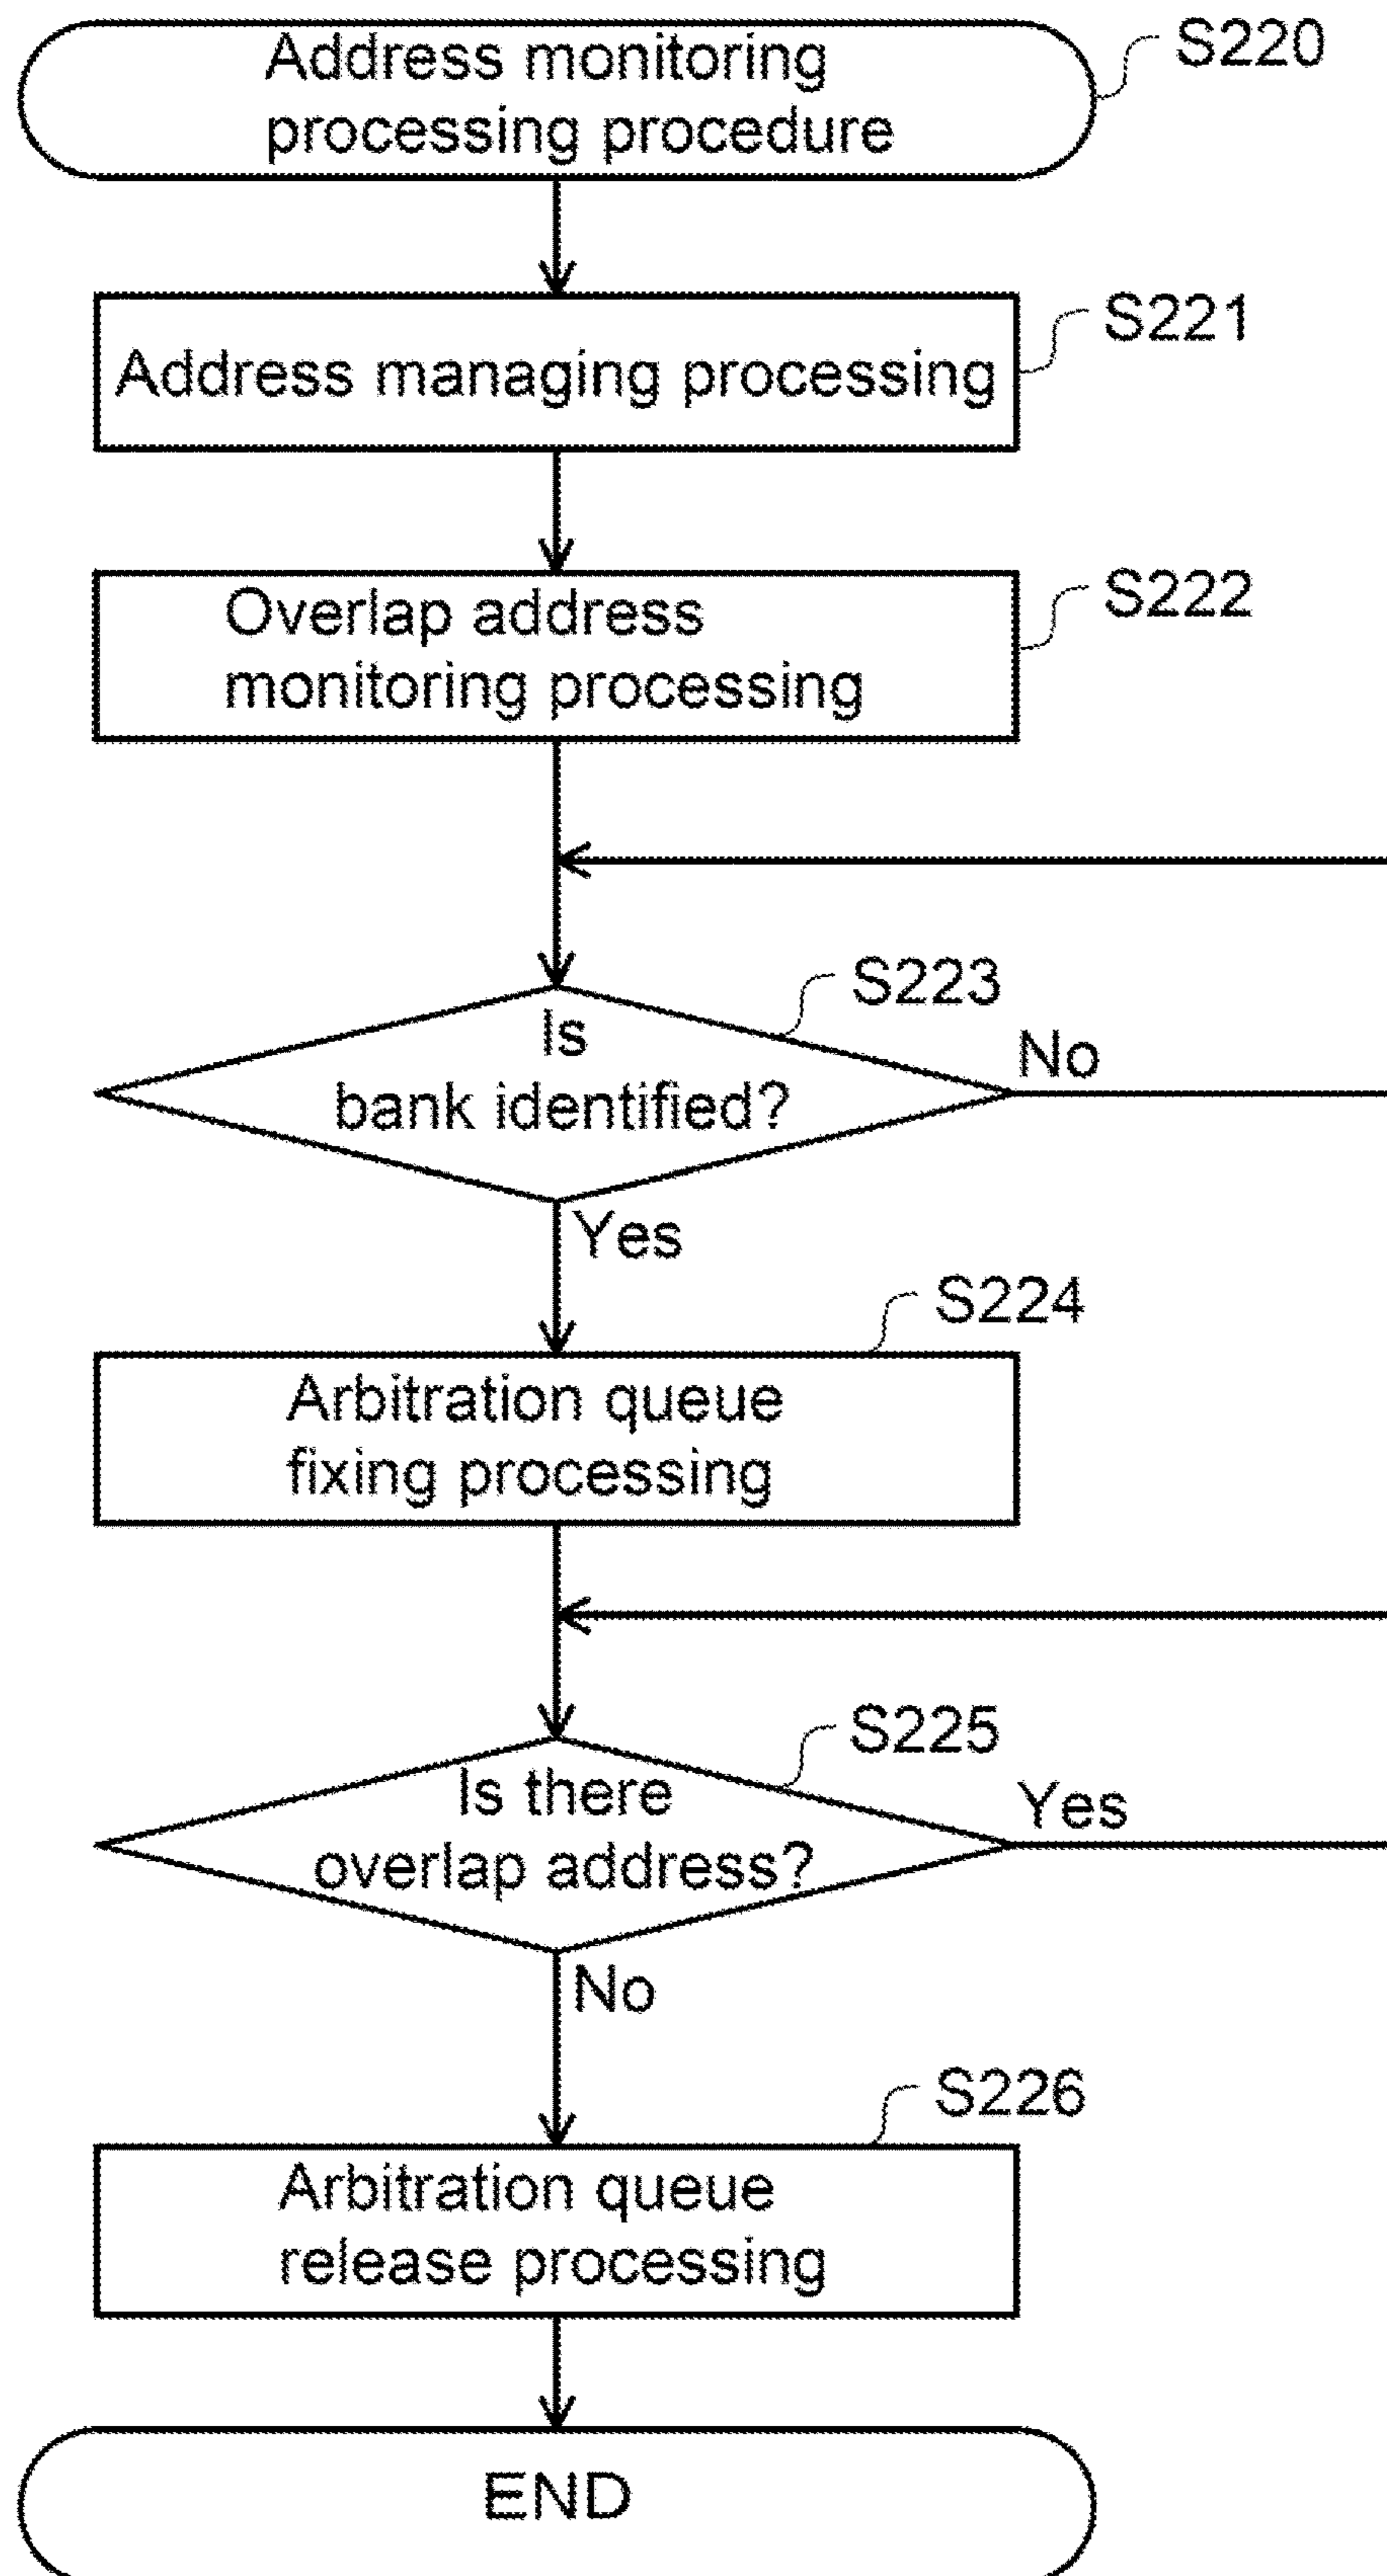 Address monitoring
processing procedure
S220
Address managing processing
S221
Overlap address
monitoring processing
S222
Is
bank identified?
S223
No
Yes
Arbitration queue
fixing processing
S224
Is there
overlap address?
S225
Yes
No
Arbitration queue
release processing
S226
END